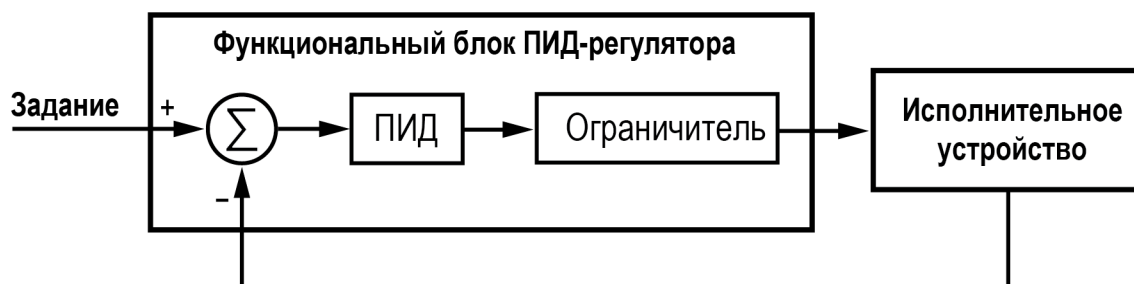 Функциональный блок ПИД-регулятора
Задание
+
Σ
ПИД
Ограничитель
Исполнительное
устройство
−